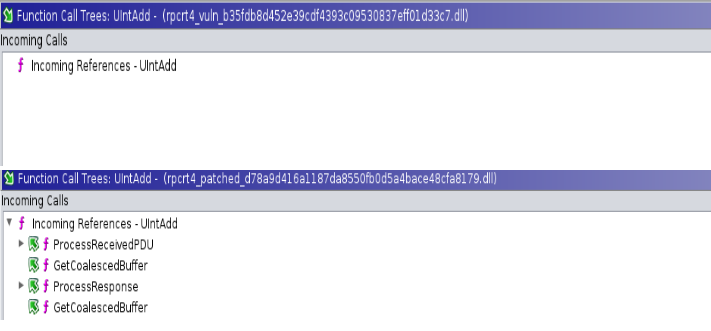 Function Call Trees: UIntAdd - (rpcrt4_vuln_b35fdb8d452e39cdf4393c09530837eff01d33c7.dll)
Incoming Calls
f Incoming References - UIntAdd
Function Call Trees: UIntAdd - (rpcrt4_patched_d78a9d416a1187da8550fb0d5a4bace48cfa8179.dll)
Incoming Calls
f Incoming References - UIntAdd
f ProcessReceivedPDU
f GetCoalescedBuffer
f ProcessResponse
f GetCoalescedBuffer